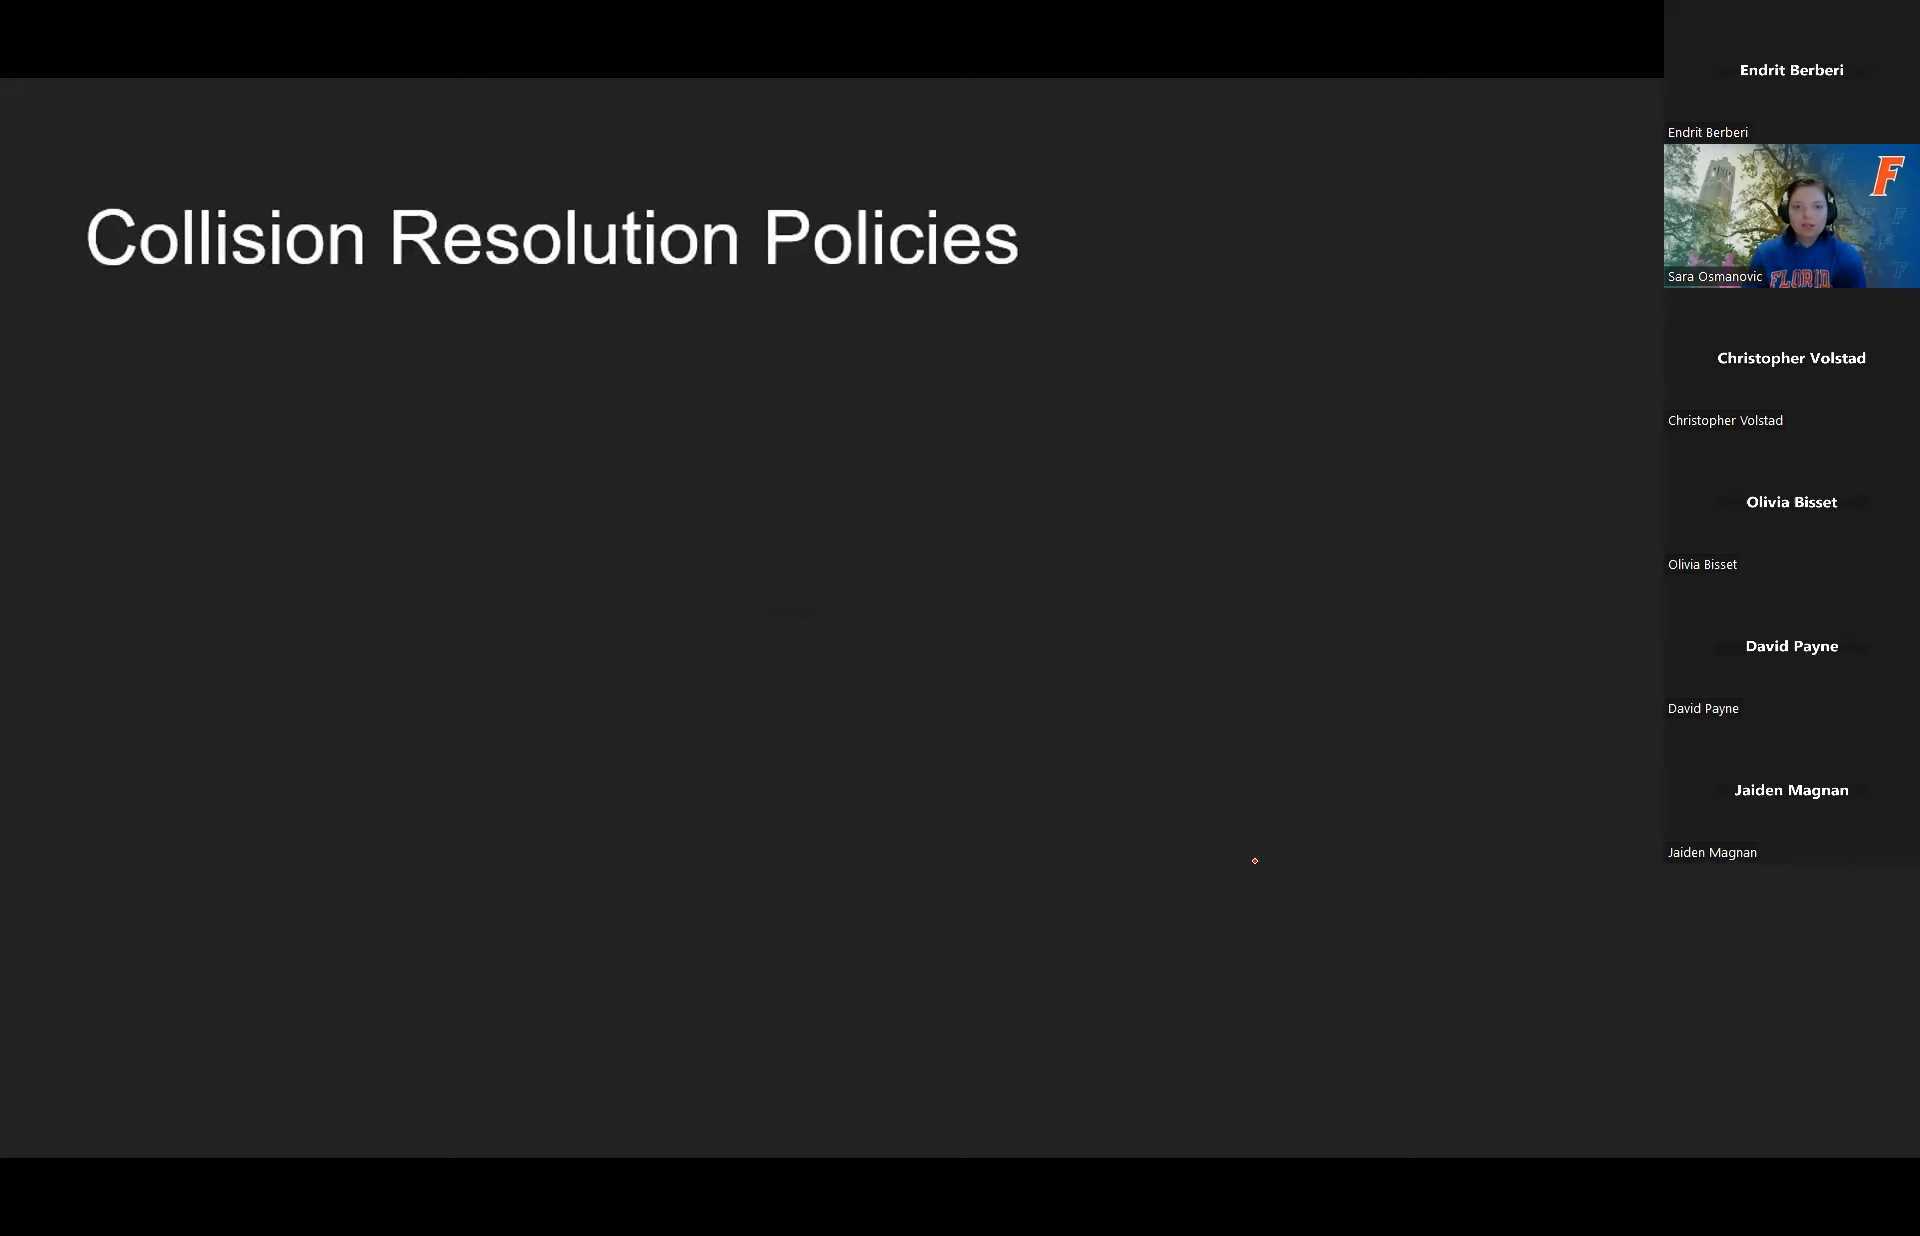 Collision Resolution Policies
Endrit Berberi
Endrit Berberi
F
FLORID
Sara Osmanovic
Christopher Volstad
Christopher Volstad
Olivia Bisset
Olivia Bisset
David Payne
David Payne
Jaiden Magnan
Jaiden Magnan